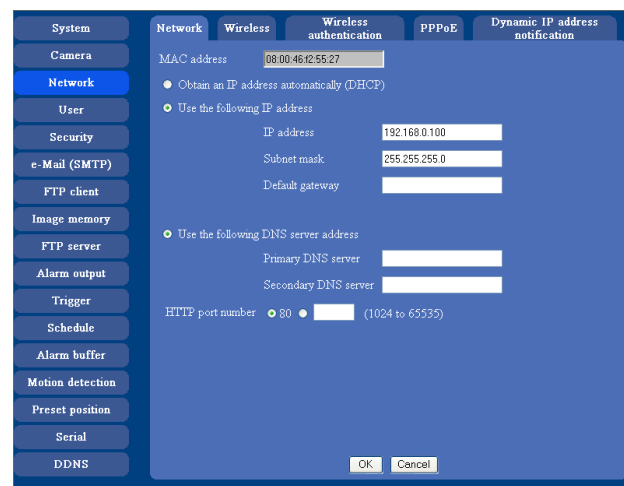 System
Camera
Network
User
Security
e-Mail (SMTP)
FTP client
Image memory
FTP server
Alarm output
Trigger
Schedule
Alarm buffer
Motion detection
Preset position
Serial
DDNS
Network
Wireless
Wireless
authentication
PPPoE
Dynamic IP address
notification
MAC address 08:00:46:f2:55:27
Obtain an IP address automatically (DHCP)
Use the following IP address
IP address 192.168.0.100
Subnet mask 255.255.255.0
Default gateway
Use the following DNS server address
Primary DNS server
Secondary DNS server
HTTP port number 80 (1024 to 65535)
OK Cancel